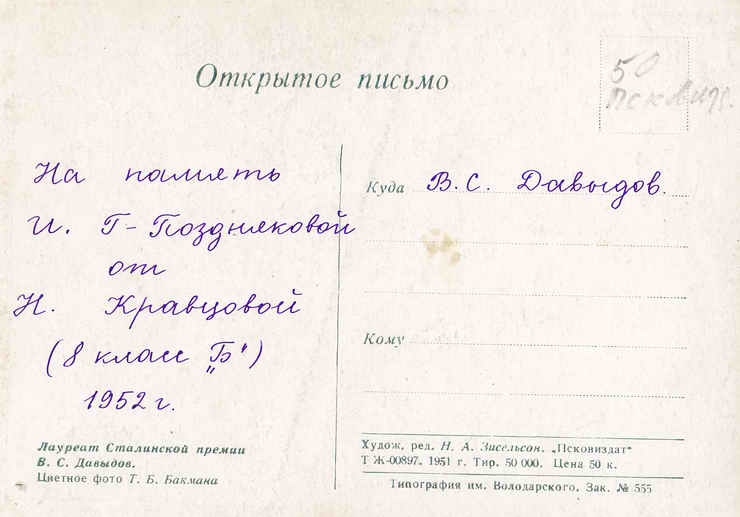 Открытое письмо
50
На память
И. Г-Поздняковой
от
Н. Кравцовой
(8 класс „Б")
1952 г.
Куда В. С. Давыдов.
Кому
Лауреат Сталинской премии
В. С. Давыдов.
Цветное фото Т. Б. Бакмана
Худож. ред. Н. А. Зисельсон. „Псковиздат"
Т Ж-00897. 1951 г. Тир. 50 000. Цена 50 к.
Типография им. Володарского. Зак. № 555